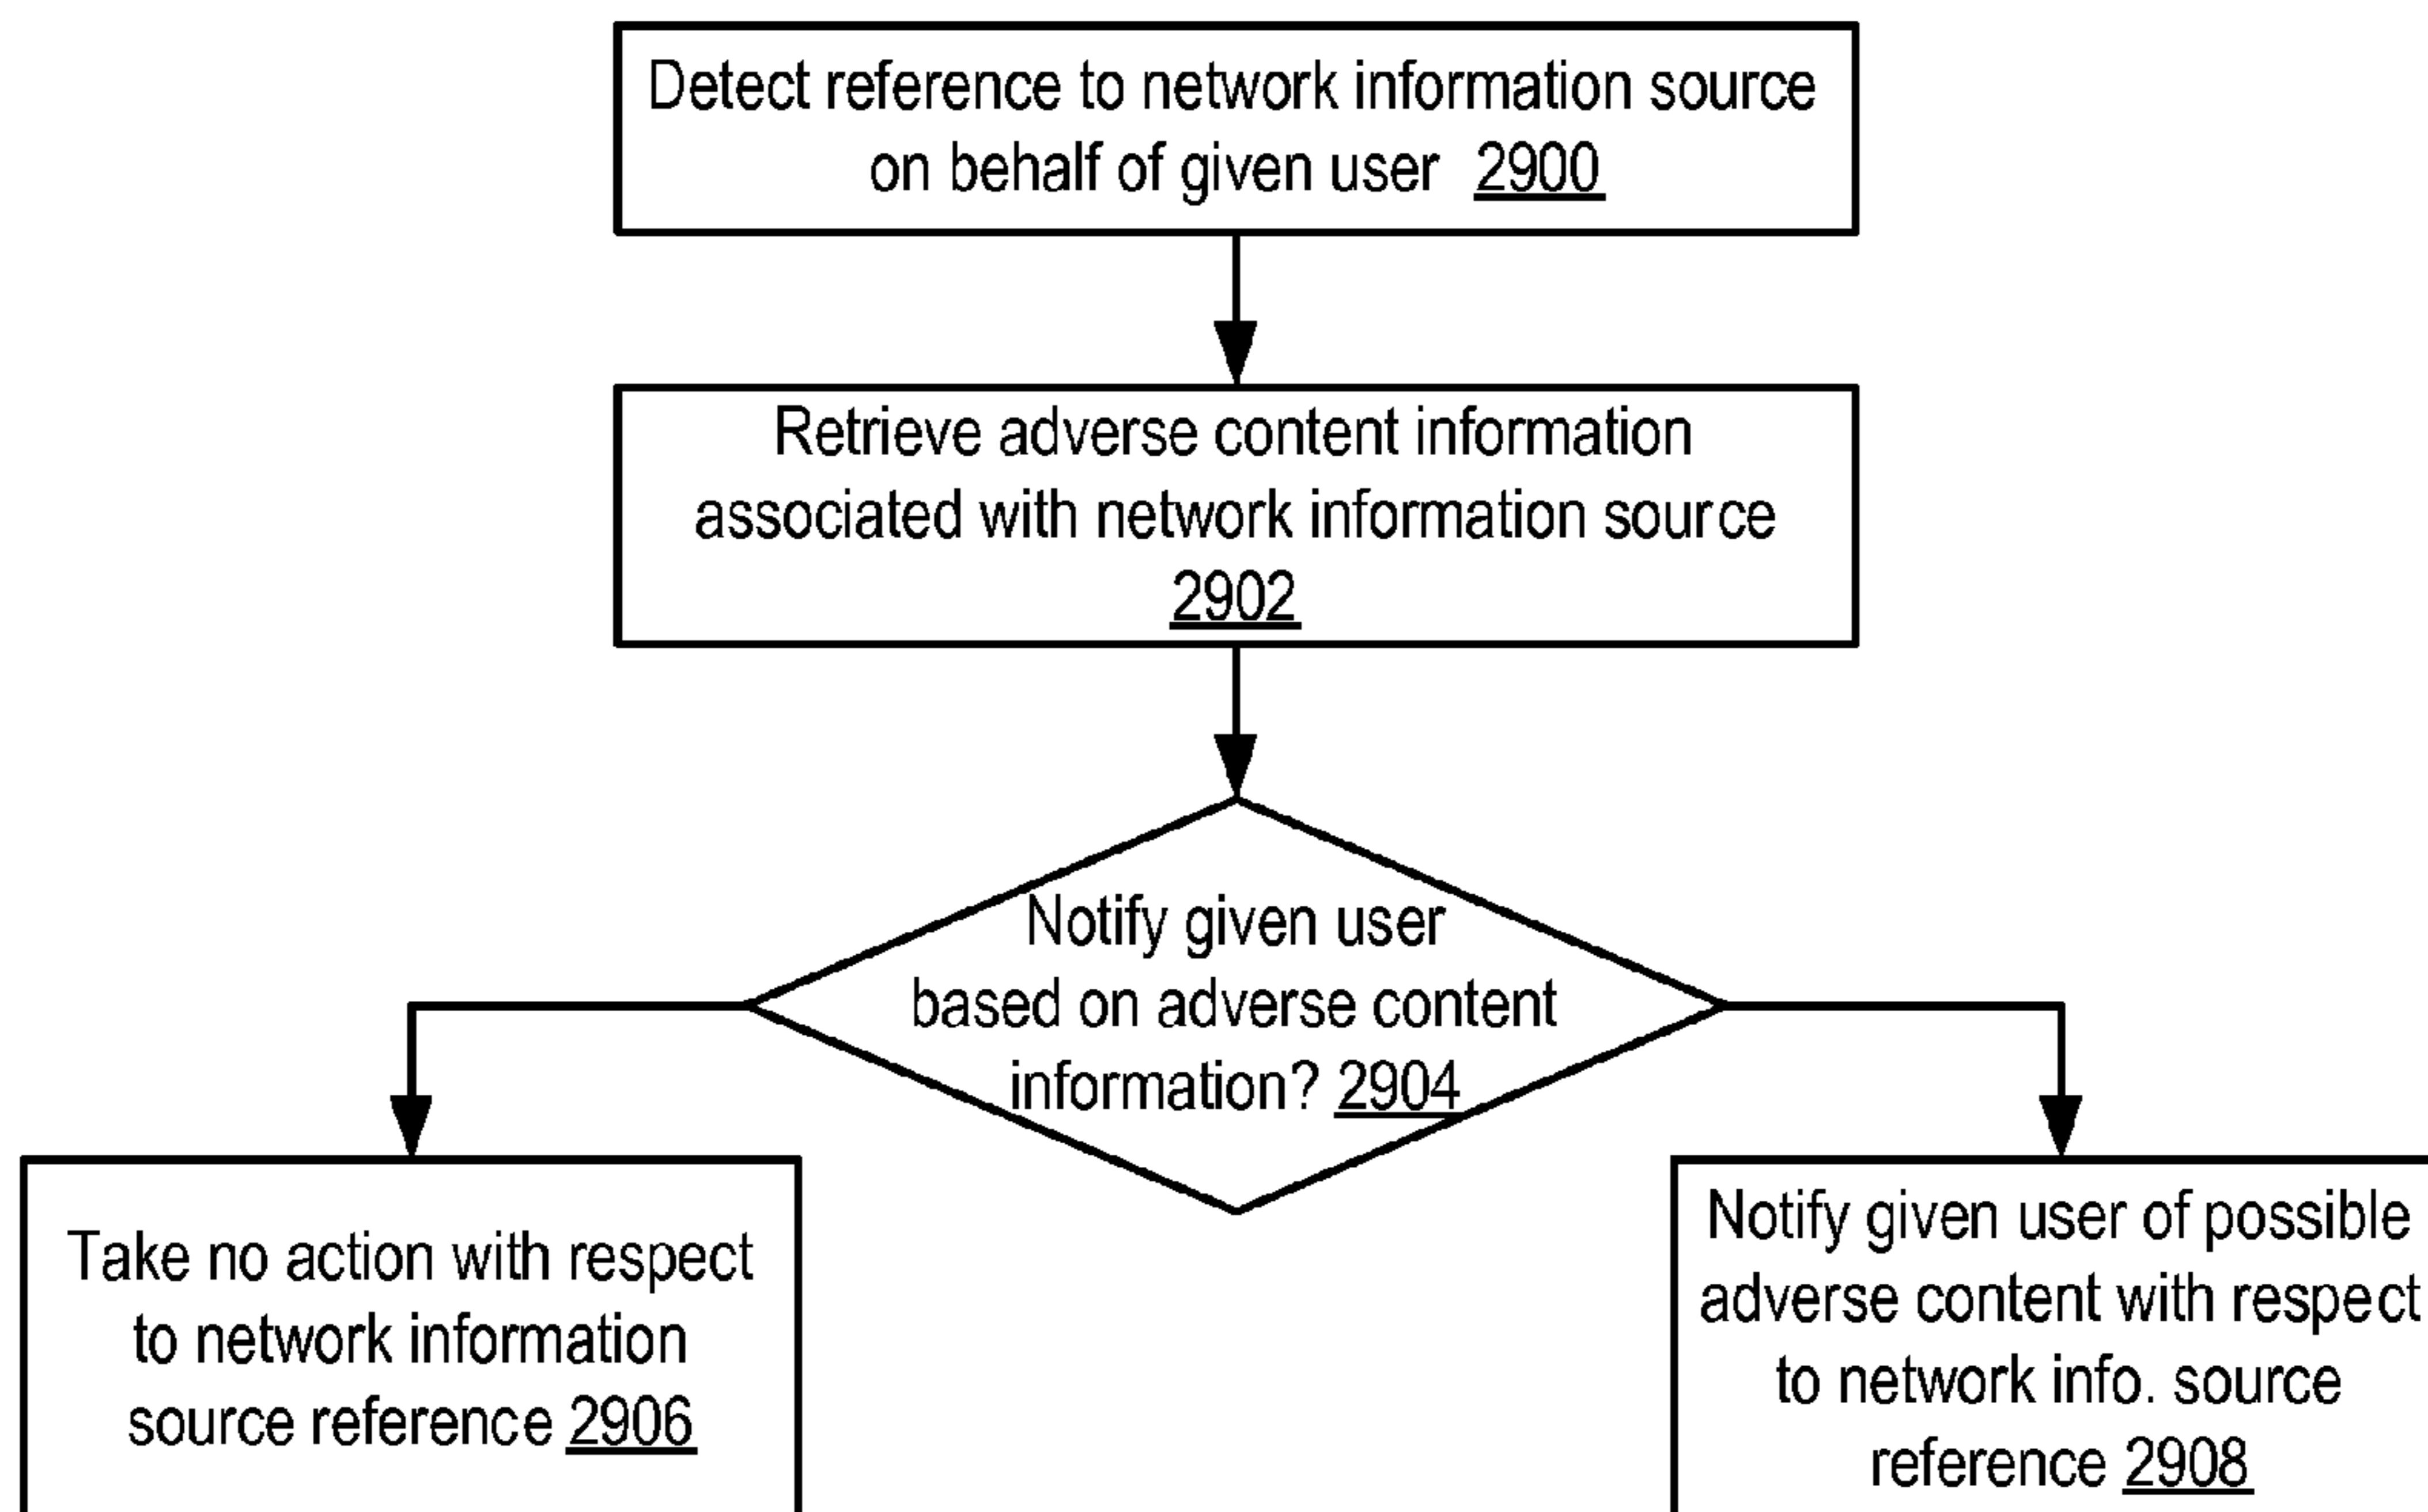 Detect reference to network information source
on behalf of given user 2900
Retrieve adverse content information
associated with network information source
2902
Notify given user
based on adverse content
information? 2904
Take no action with respect
to network information
source reference 2906
Notify given user of possible
adverse content with respect
to network info. source
reference 2908